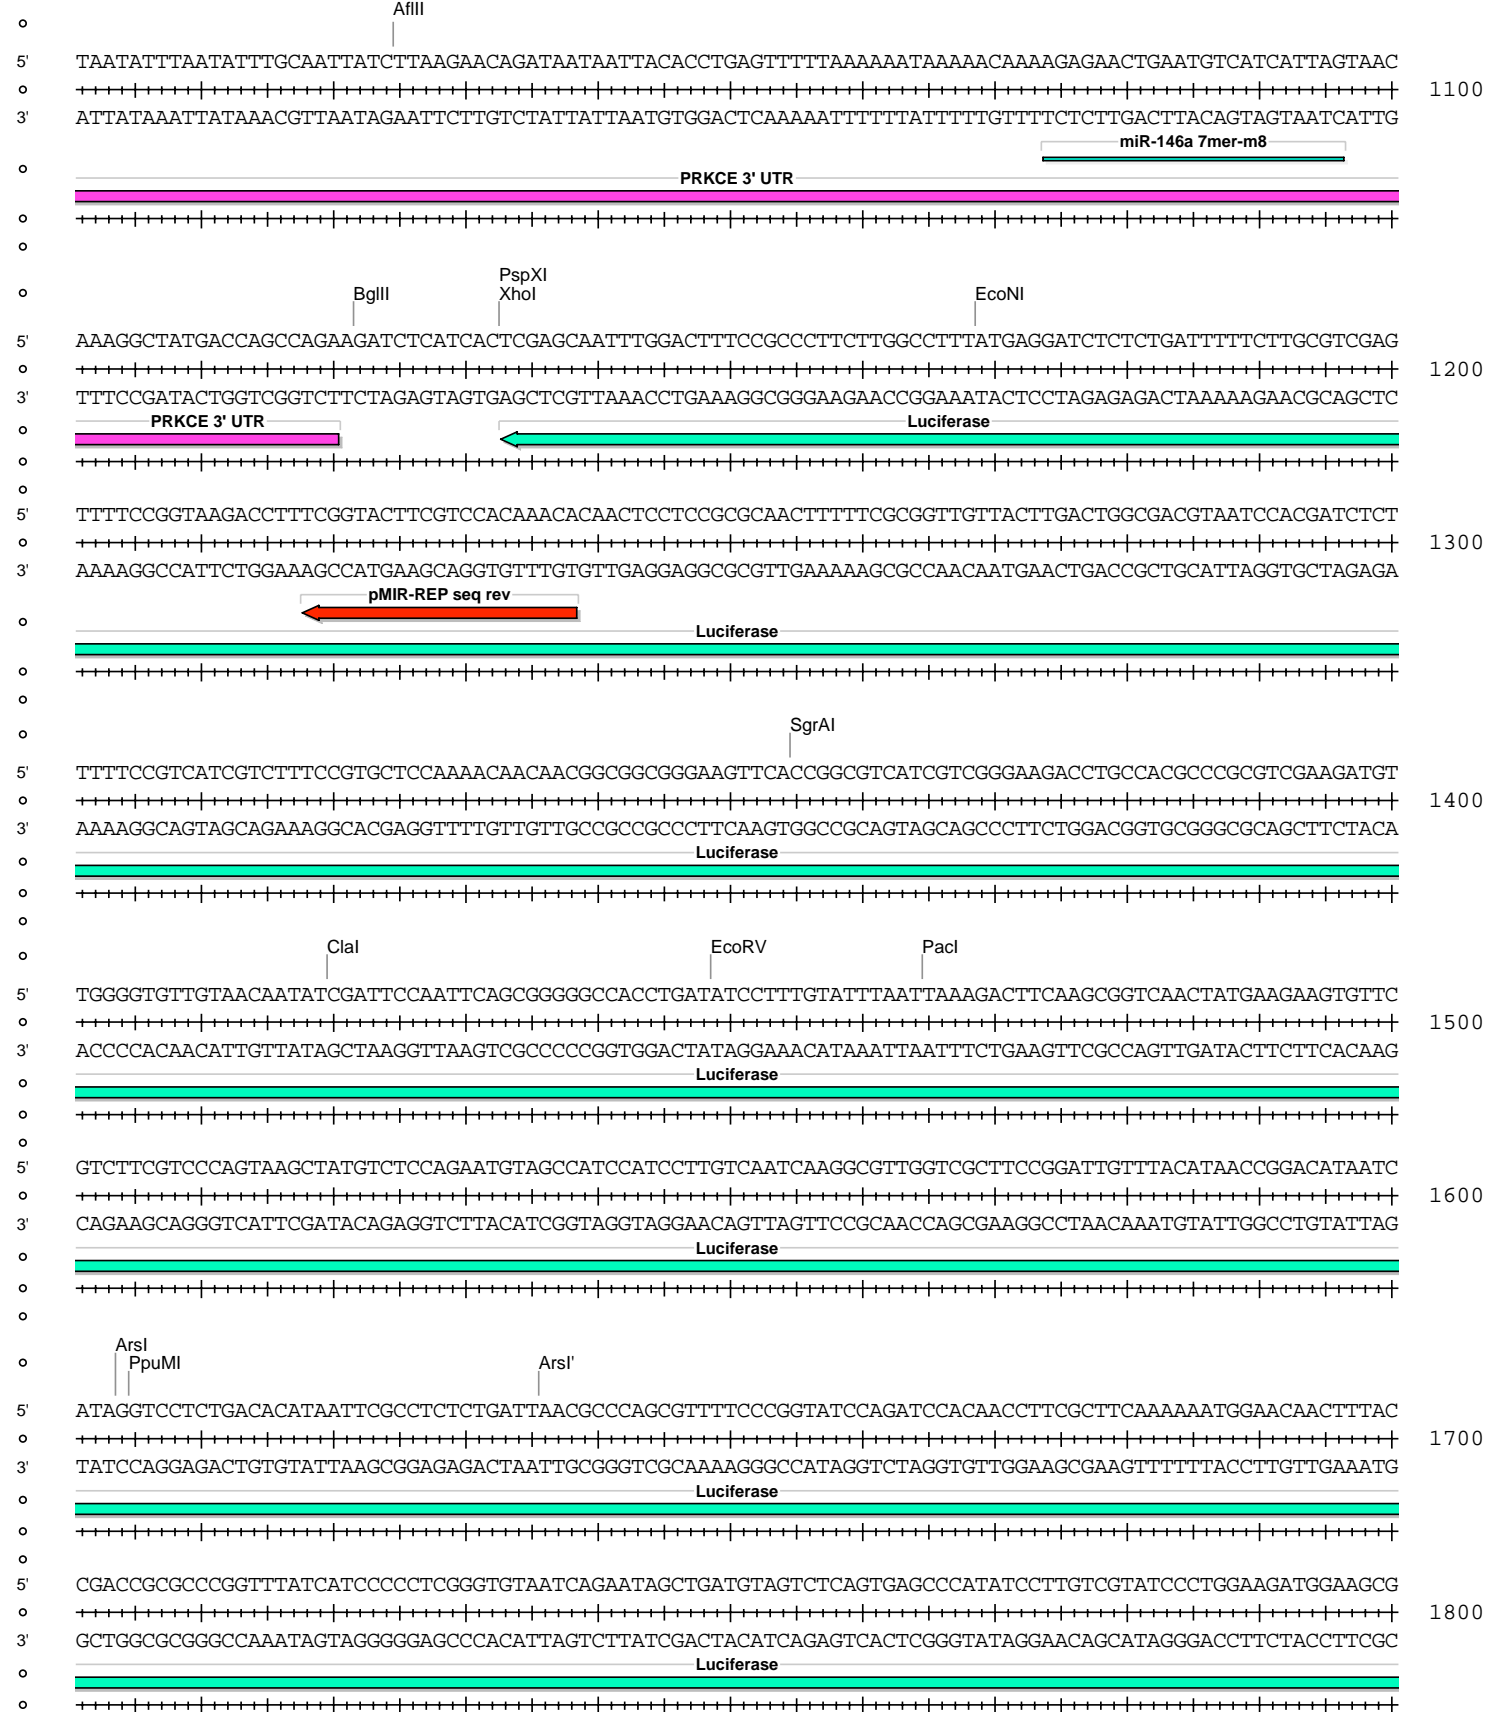 AflII
5' TAATATTTAATATTTGCAATTATCTTAAGAACAGATAATAATTACACCTGAGTTTTTAAAAAATAAAAACAAAAGAGAACTGAATGTCATCATTAGTAAC
1100
3' ATTATAAATTATAAACGTTAATAGAATTCTTGTCTATTATTAATGTGGACTCAAAAATTTTTTATTTTTGTTTTCTCTTGACTTACAGTAGTAATCATTG
miR-146a 7mer-m8
PRKCE 3' UTR
PspXI
BglII XhoI EcoNI
5' AAAGGCTATGACCAGCCAGAAGATCTCATCACTCGAGCAATTTGGACTTTCCGCCCTTCTTGGCCTTTATGAGGATCTCTCTGATTTTTCTTGCGTCGAG
1200
3' TTTCCGATACTGGTCGGTCTTCTAGAGTAGTGAGCTCGTTAAACCTGAAAGGCGGGAAGAACCGGAAATACTCCTAGAGAGACTAAAAAGAACGCAGCTC
PRKCE 3' UTR Luciferase
5' TTTTCCGGTAAGACCTTTCGGTACTTCGTCCACAAACACAACTCCTCCGCGCAACTTTTTCGCGGTTGTTACTTGACTGGCGACGTAATCCACGATCTCT
1300
3' AAAAGGCCATTCTGGAAAGCCATGAAGCAGGTGTTTGTGTTGAGGAGGCGCGTTGAAAAAGCGCCAACAATGAACTGACCGCTGCATTAGGTGCTAGAGA
pMIR-REP seq rev
Luciferase
SgrAI
5' TTTTCCGTCATCGTCTTTCCGTGCTCCAAAACAACAACGGCGGCGGGAAGTTCACCGGCGTCATCGTCGGGAAGACCTGCCACGCCCGCGTCGAAGATGT
1400
3' AAAAGGCAGTAGCAGAAAGGCACGAGGTTTTGTTGTTGCCGCCGCCCTTCAAGTGGCCGCAGTAGCAGCCCTTCTGGACGGTGCGGGCGCAGCTTCTACA
Luciferase
ClaI EcoRV PacI
5' TGGGGTGTTGTAACAATATCGATTCCAATTCAGCGGGGGCCACCTGATATCCTTTGTATTTAATTAAAGACTTCAAGCGGTCAACTATGAAGAAGTGTTC
1500
3' ACCCCACAACATTGTTATAGCTAAGGTTAAGTCGCCCCCGGTGGACTATAGGAAACATAAATTAATTTCTGAAGTTCGCCAGTTGATACTTCTTCACAAG
Luciferase
5' GTCTTCGTCCCAGTAAGCTATGTCTCCAGAATGTAGCCATCCATCCTTGTCAATCAAGGCGTTGGTCGCTTCCGGATTGTTTACATAACCGGACATAATC
1600
3' CAGAAGCAGGGTCATTCGATACAGAGGTCTTACATCGGTAGGTAGGAACAGTTAGTTCCGCAACCAGCGAAGGCCTAACAAATGTATTGGCCTGTATTAG
Luciferase
ArsI
PpuMI ArsI'
5' ATAGGTCCTCTGACACATAATTCGCCTCTCTGATTAACGCCCAGCGTTTTCCCGGTATCCAGATCCACAACCTTCGCTTCAAAAAATGGAACAACTTTAC
1700
3' TATCCAGGAGACTGTGTATTAAGCGGAGAGACTAATTGCGGGTCGCAAAAGGGCCATAGGTCTAGGTGTTGGAAGCGAAGTTTTTTACCTTGTTGAAATG
Luciferase
5' CGACCGCGCCCGGTTTATCATCCCCCTCGGGTGTAATCAGAATAGCTGATGTAGTCTCAGTGAGCCCATATCCTTGTCGTATCCCTGGAAGATGGAAGCG
1800
3' GCTGGCGCGGGCCAAATAGTAGGGGGAGCCCACATTAGTCTTATCGACTACATCAGAGTCACTCGGGTATAGGAACAGCATAGGGACCTTCTACCTTCGC
Luciferase